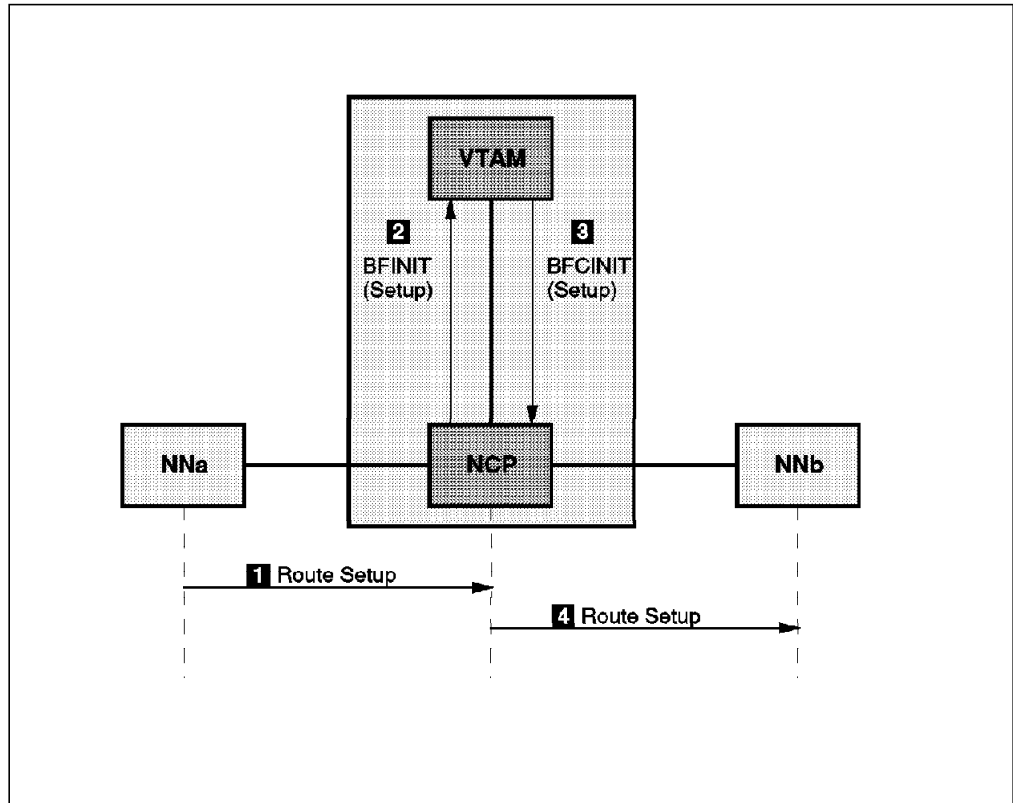 VTAM
2
BFINIT
(Setup)
3
BFCINIT
(Setup)
NNa
NCP
NNb
1 Route Setup
4 Route Setup